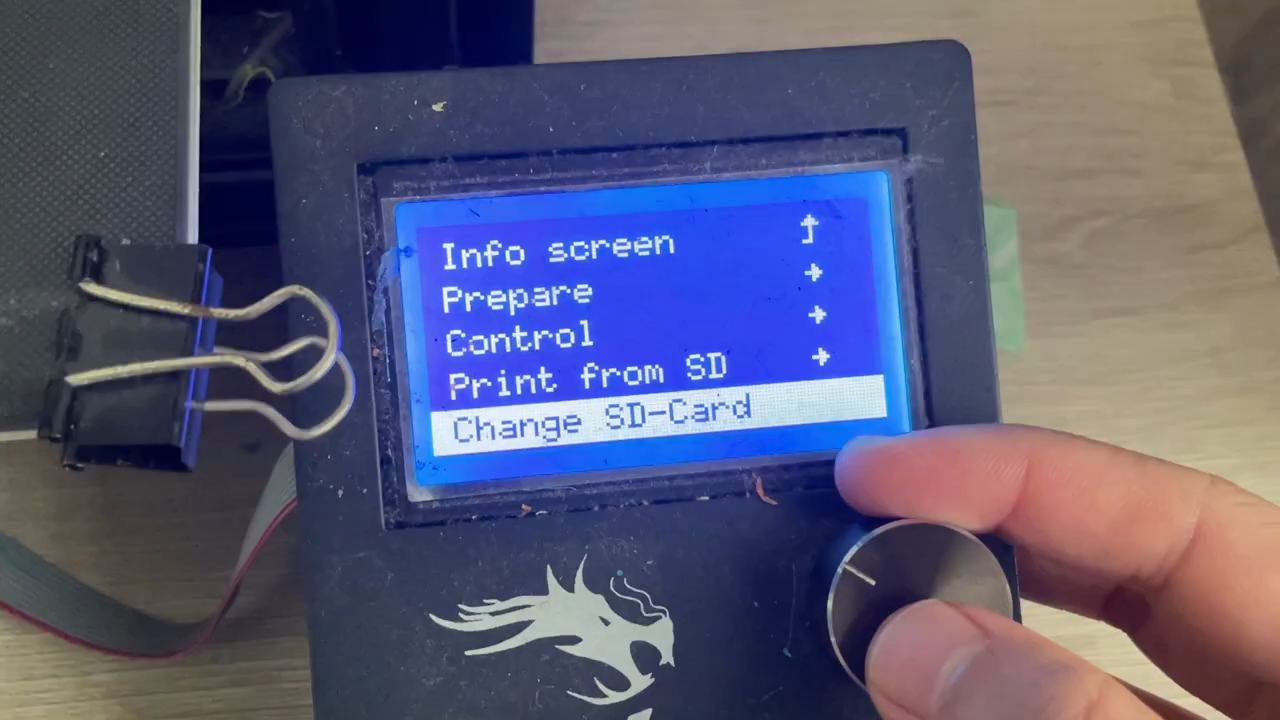 Info screen
Prepare
Control
Print from SD
Change SD-Card